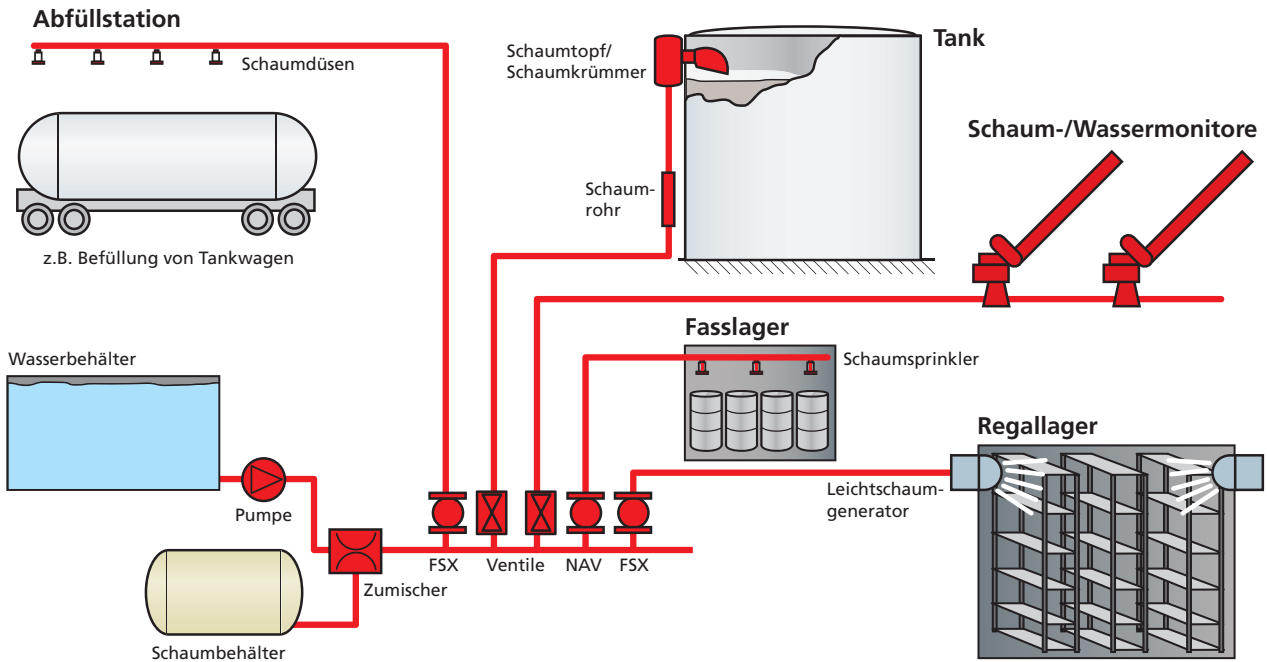 Abfüllstation
Schaumdüsen
z.B. Befüllung von Tankwagen
Schaumtopf/
Schaumkrümmer
Tank
Schaum-
rohr
Schaum-/Wassermonitore
Wasserbehälter
Pumpe
Schaumbehälter
Zumischer
FSX
Ventile
NAV
FSX
Fasslager
Schaumsprinkler
Regallager
Leichtschaum-
generator